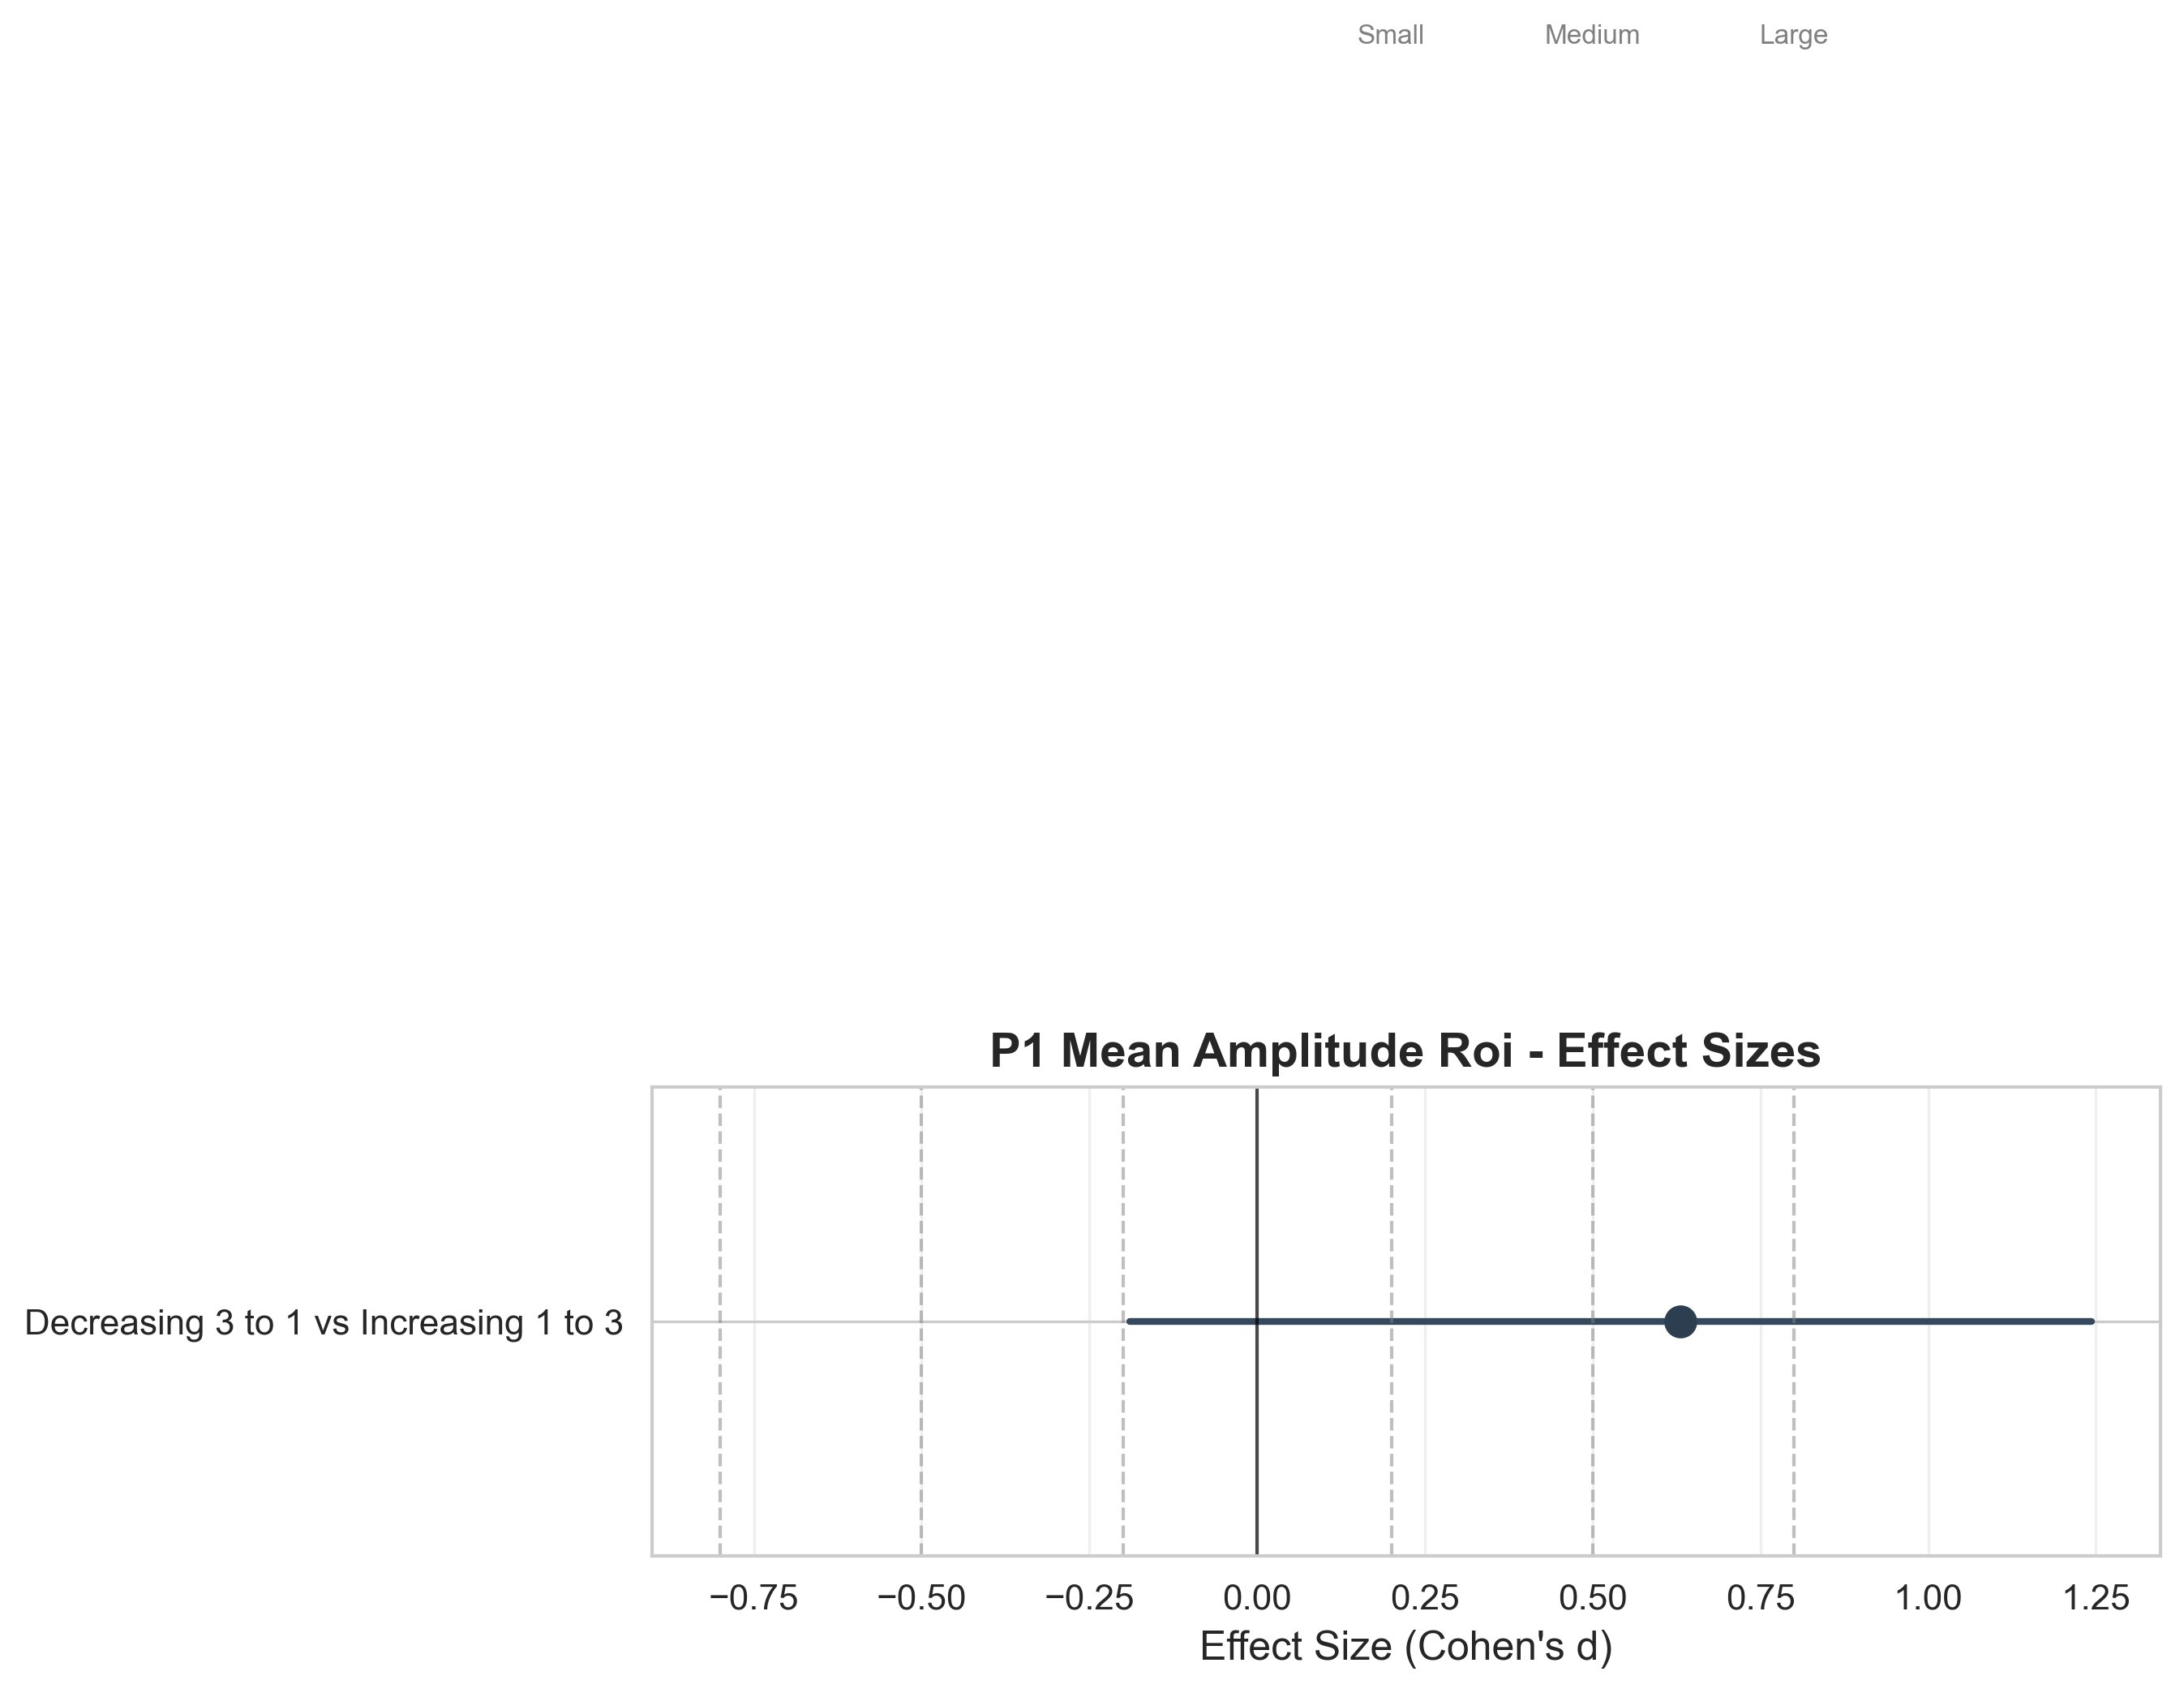 Small Medium Large
P1 Mean Amplitude Roi - Effect Sizes
Decreasing 3 to 1 vs Increasing 1 to 3
−0.75 −0.50 −0.25 0.00 0.25 0.50 0.75 1.00 1.25
Effect Size (Cohen's d)